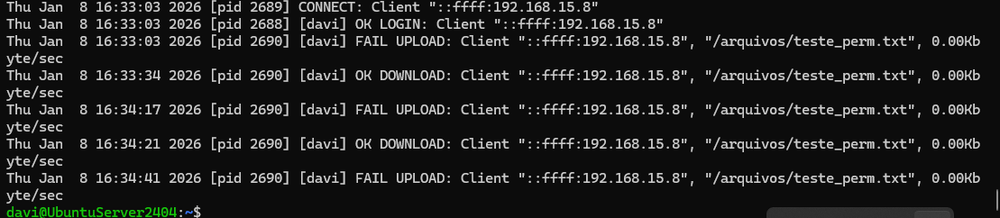 Thu Jan  8 16:33:03 2026 [pid 2689] CONNECT: Client "::ffff:192.168.15.8"
Thu Jan  8 16:33:03 2026 [pid 2688] [davi] OK LOGIN: Client "::ffff:192.168.15.8"
Thu Jan  8 16:33:03 2026 [pid 2690] [davi] FAIL UPLOAD: Client "::ffff:192.168.15.8", "/arquivos/teste_perm.txt", 0.00Kb
yte/sec
Thu Jan  8 16:33:34 2026 [pid 2690] [davi] OK DOWNLOAD: Client "::ffff:192.168.15.8", "/arquivos/teste_perm.txt", 0.00Kb
yte/sec
Thu Jan  8 16:34:17 2026 [pid 2690] [davi] FAIL UPLOAD: Client "::ffff:192.168.15.8", "/arquivos/teste_perm.txt", 0.00Kb
yte/sec
Thu Jan  8 16:34:21 2026 [pid 2690] [davi] OK DOWNLOAD: Client "::ffff:192.168.15.8", "/arquivos/teste_perm.txt", 0.00Kb
yte/sec
Thu Jan  8 16:34:41 2026 [pid 2690] [davi] FAIL UPLOAD: Client "::ffff:192.168.15.8", "/arquivos/teste_perm.txt", 0.00Kb
yte/sec
davi@UbuntuServer2404:~$